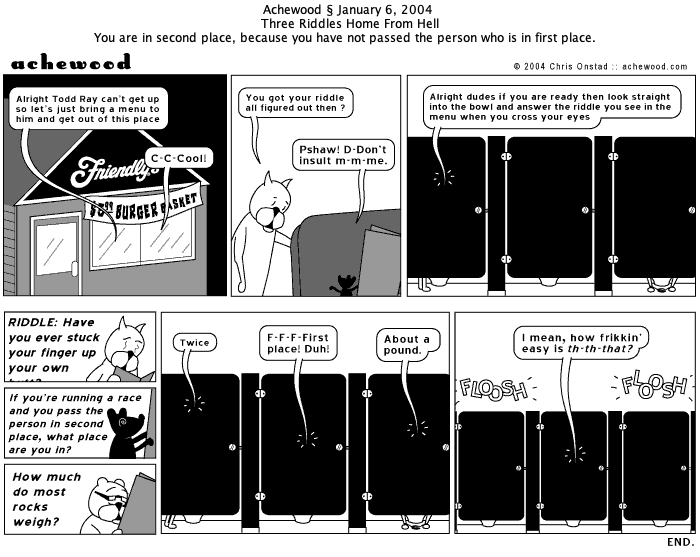 Achewood § January 6, 2004
Three Riddles Home From Hell
You are in second place, because you have not passed the person who is in first place.
achewood
© 2004 Chris Onstad :: achewood.com
Alright Todd Ray can't get up
so let's just bring a menu to
him and get out of this place
C-C-Cool!
Friendly's
BURGER BASKET
You got your riddle
all figured out then ?
Pshaw! D-Don't
insult m-m-me.
Alright dudes if you are ready then look straight
into the bowl and answer the riddle you see in the
menu when you cross your eyes
RIDDLE: Have
you ever stuck
your finger up
your own
If you're running a race
and you pass the
person in second
place, what place
are you in?
How much
do most
rocks
weigh?
Twice
F-F-F-First
place! Duh!
About a
pound.
I mean, how frikkin'
easy is th-th-that?
FLOOSH
FLOOSH
END.